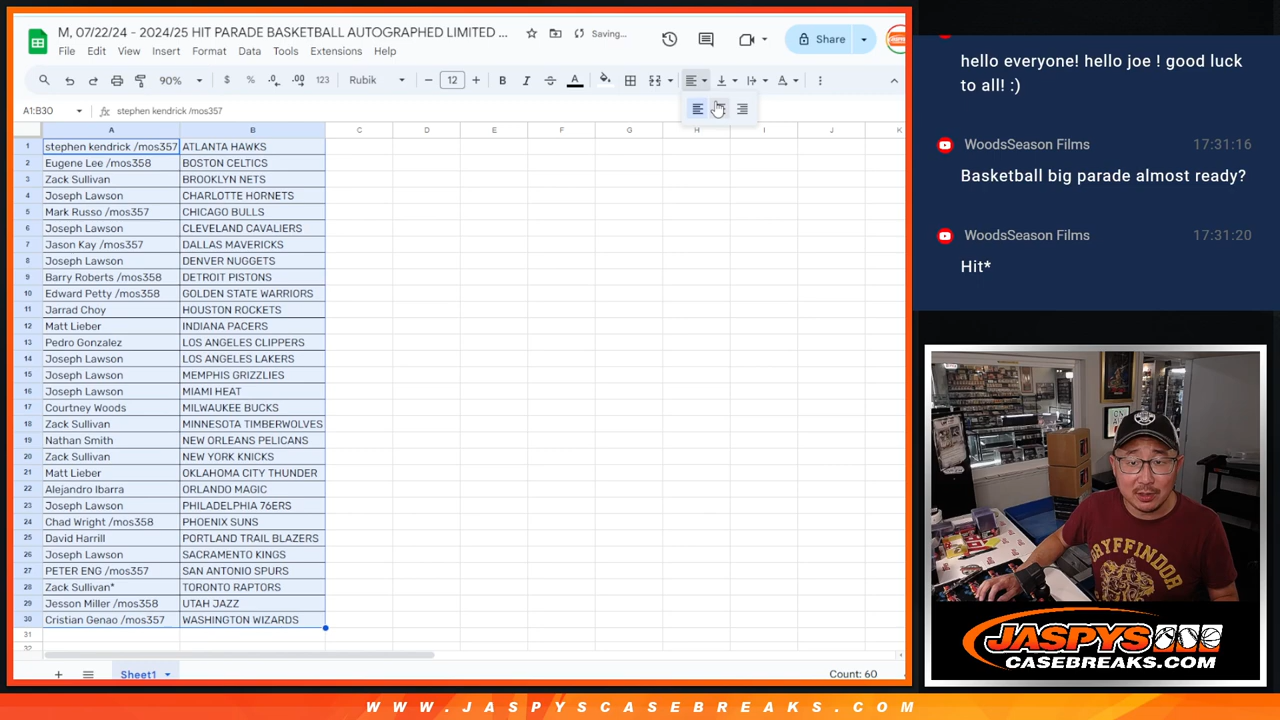 M, 07/22/24 - 2024/25 HIT PARADE BASKETBALL AUTOGRAPHED LIMITED ...
Saving...
Share
File Edit View Insert Format Data Tools Extensions Help
90% $ % .0 .00 123 Rubik − 12 + B I A
A1:B30 fx stephen kendrick /mos357
A B C D E F G H I J K
1 stephen kendrick /mos357 ATLANTA HAWKS
2 Eugene Lee /mos358 BOSTON CELTICS
3 Zack Sullivan BROOKLYN NETS
4 Joseph Lawson CHARLOTTE HORNETS
5 Mark Russo /mos357 CHICAGO BULLS
6 Joseph Lawson CLEVELAND CAVALIERS
7 Jason Kay /mos357 DALLAS MAVERICKS
8 Joseph Lawson DENVER NUGGETS
9 Barry Roberts /mos358 DETROIT PISTONS
10 Edward Petty /mos358 GOLDEN STATE WARRIORS
11 Jarrad Choy HOUSTON ROCKETS
12 Matt Lieber INDIANA PACERS
13 Pedro Gonzalez LOS ANGELES CLIPPERS
14 Joseph Lawson LOS ANGELES LAKERS
15 Joseph Lawson MEMPHIS GRIZZLIES
16 Joseph Lawson MIAMI HEAT
17 Courtney Woods MILWAUKEE BUCKS
18 Zack Sullivan MINNESOTA TIMBERWOLVES
19 Nathan Smith NEW ORLEANS PELICANS
20 Zack Sullivan NEW YORK KNICKS
21 Matt Lieber OKLAHOMA CITY THUNDER
22 Alejandro Ibarra ORLANDO MAGIC
23 Joseph Lawson PHILADELPHIA 76ERS
24 Chad Wright /mos358 PHOENIX SUNS
25 David Harrill PORTLAND TRAIL BLAZERS
26 Joseph Lawson SACRAMENTO KINGS
27 PETER ENG /mos357 SAN ANTONIO SPURS
28 Zack Sullivan* TORONTO RAPTORS
29 Jesson Miller /mos358 UTAH JAZZ
30 Cristian Genao /mos357 WASHINGTON WIZARDS
31
32
Sheet1
Count: 60
hello everyone! hello joe ! good luck
to all! :)
WoodsSeason Films 17:31:16
Basketball big parade almost ready?
WoodsSeason Films 17:31:20
Hit*
GRYFFINDOR
JASPYS
CASEBREAKS.COM
WWW.JASPYSCASEBREAKS.COM